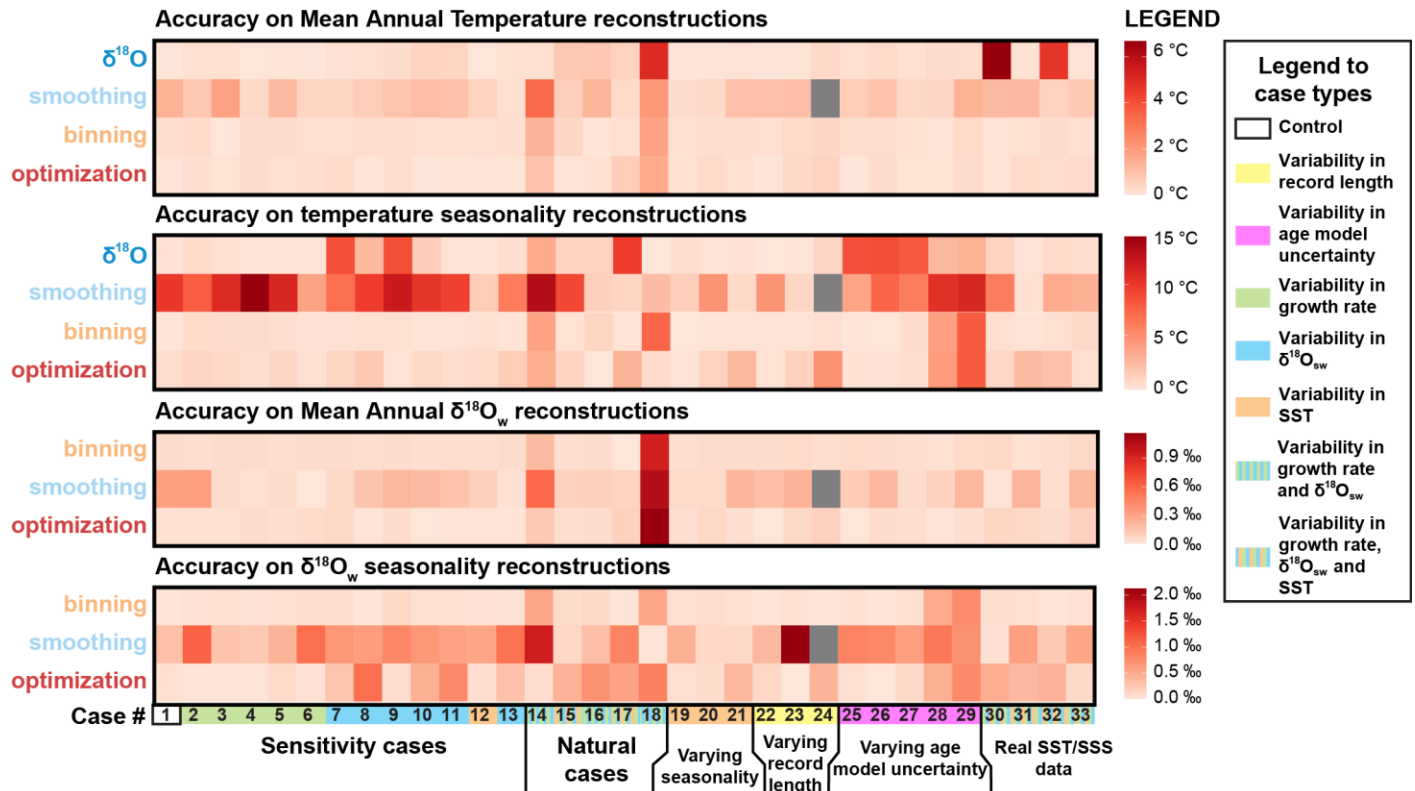 Accuracy on Mean Annual Temperature reconstructions
δ¹⁸O
smoothing
binning
optimization
6 °C
4 °C
2 °C
0 °C
Accuracy on temperature seasonality reconstructions
δ¹⁸O
smoothing
binning
optimization
15 °C
10 °C
5 °C
0 °C
Accuracy on Mean Annual δ¹⁸Ow reconstructions
binning
smoothing
optimization
0.9 ‰
0.6 ‰
0.3 ‰
0.0 ‰
Accuracy on δ¹⁸Ow seasonality reconstructions
binning
smoothing
optimization
2.0 ‰
1.5 ‰
1.0 ‰
0.5 ‰
0.0 ‰
Case # 1 2 3 4 5 6 7 8 9 10 11 12 13 14 15 16 17 18 19 20 21 22 23 24 25 26 27 28 29 30 31 32 33
Sensitivity cases
Natural
cases
Varying
seasonality
Varying
record
length
Varying age
model uncertainty
Real SST/SSS
data
LEGEND
Legend to
case types
Control
Variability in
record length
Variability in
age model
uncertainty
Variability in
growth rate
Variability in
δ¹⁸Osw
Variability in
SST
Variability in
growth rate
and δ¹⁸Osw
Variability in
growth rate,
δ¹⁸Osw and
SST